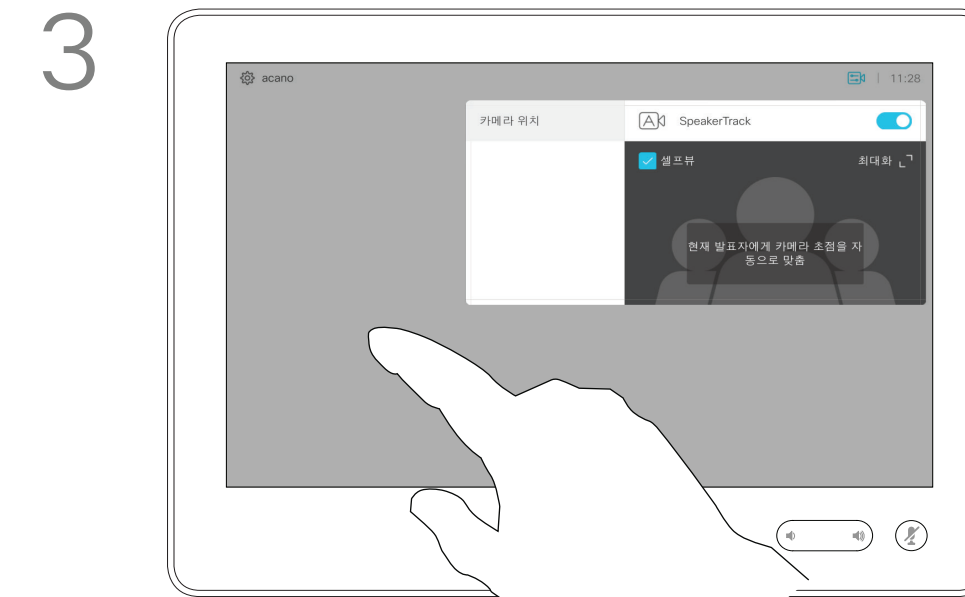 3
acano
11:28
카메라 위치
SpeakerTrack
셀프뷰
최대화
현재 발표자에게 카메라 초점을 자
동으로 맞춤